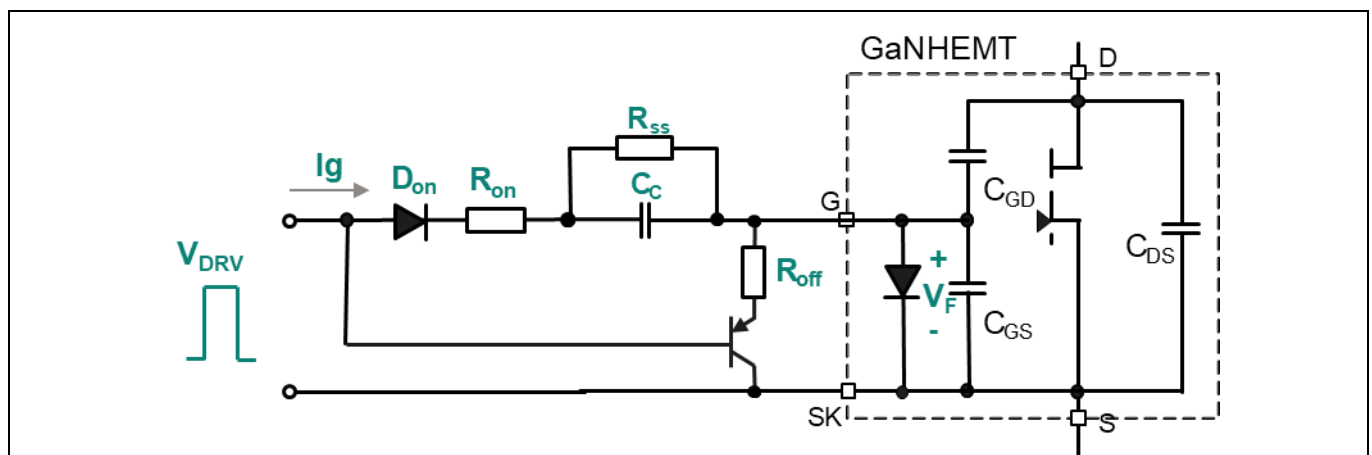 GaNHEMT
D
Rss
Ig
Don
Ron
CC
G
CGD
VDRV
Roff
+
VF
-
CDS
CGS
SK
S